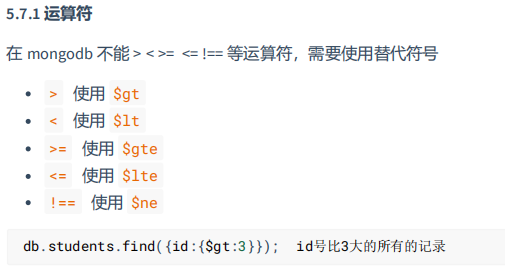 5.7.1 运算符
在 mongodb 不能 > < >= <= !== 等运算符，需要使用替代符号
• > 使用 $gt
• < 使用 $lt
• >= 使用 $gte
• <= 使用 $lte
• !== 使用 $ne
db.students.find({id:{$gt:3}}); id号比3大的所有的记录